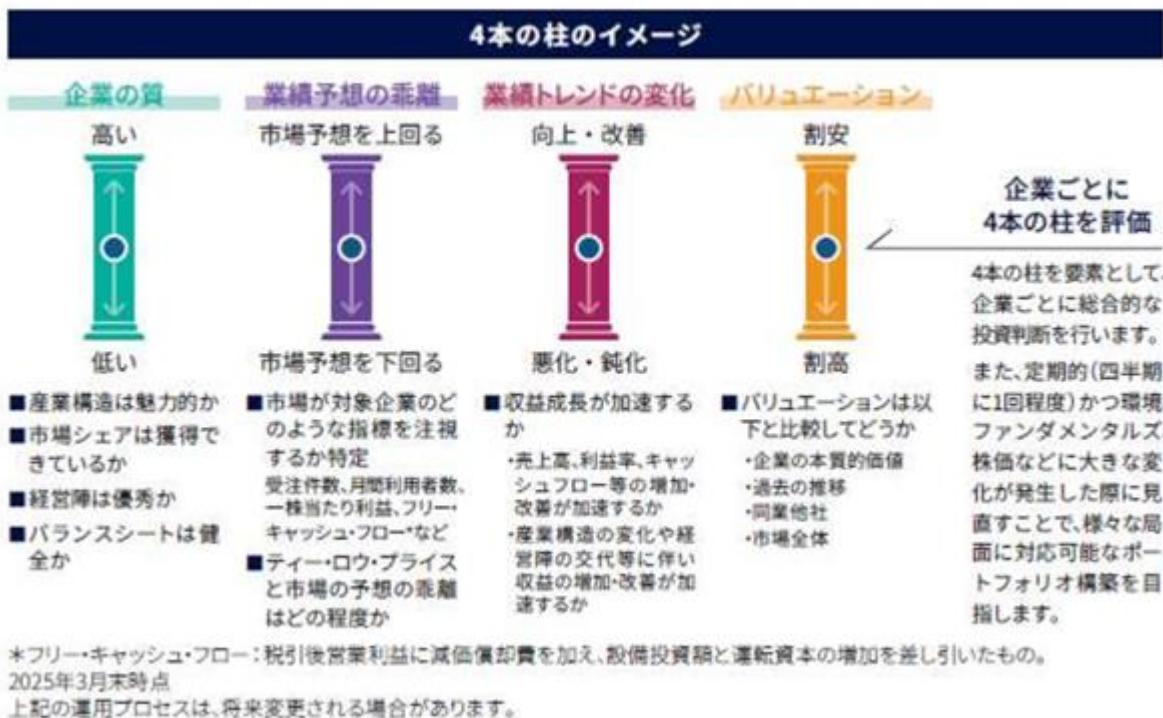 4本の柱のイメージ
企業の質
高い
低い
■産業構造は魅力的か
■市場シェアは獲得で
きているか
■経営陣は優秀か
■バランスシートは健
全か
業績予想の乖離
市場予想を上回る
市場予想を下回る
■市場が対象企業のど
のような指標を注視
するか特定
受注件数、月間利用者数、
一株当たり利益、フリー・
キャッシュ・フロー*など
■ティー・ロウ・プライス
と市場の予想の乖離
はどの程度か
業績トレンドの変化
向上・改善
悪化・鈍化
■収益成長が加速する
か
・売上高、利益率、キャッ
シュフロー等の増加・
改善が加速するか
・産業構造の変化や経
営陣の交代等に伴い
収益の増加・改善が加
速するか
バリュエーション
割安
割高
■バリュエーションは以
下と比較してどうか
・企業の本質的価値
・過去の推移
・同業他社
・市場全体
企業ごとに
4本の柱を評価
4本の柱を要素として、
企業ごとに総合的な
投資判断を行います。
また、定期的(四半期
に1回程度)かつ環境
ファンダメンタルズ
株価などに大きな変
化が発生した際に見
直すことで、様々な局
面に対応可能なポー
トフォリオ構築を目
指します。
*フリー・キャッシュ・フロー:税引後営業利益に減価償却費を加え、設備投資額と運転資本の増加を差し引いたもの。
2025年3月末時点
上記の運用プロセスは、将来変更される場合があります。